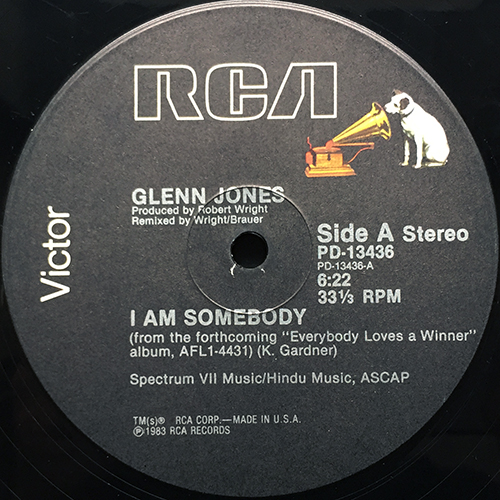 RCA
Victor
GLENN JONES
Produced by Robert Wright
Remixed by Wright/Brauer
Side A Stereo
PD-13436
PD-13436-A
6:22
33⅓ RPM
I AM SOMEBODY
(from the forthcoming "Everybody Loves a Winner"
album, AFL1-4431) (K. Gardner)
Spectrum VII Music/Hindu Music, ASCAP
TM(s)® RCA CORP.—MADE IN U.S.A.
℗1983 RCA RECORDS